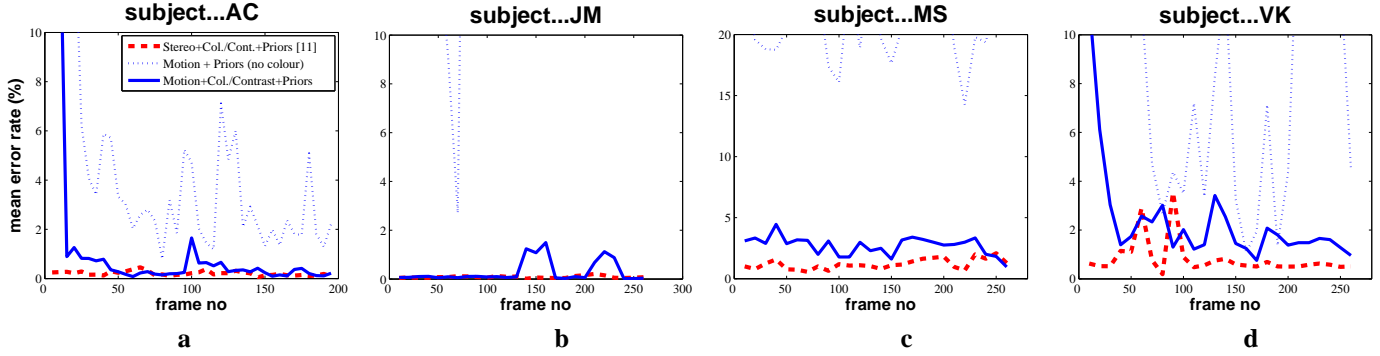 subject...AC
mean error rate (%)
10
8
6
4
2
0
Stereo+Col./Cont.+Priors [11]
Motion + Priors (no colour)
Motion+Col./Contrast+Priors
0 50 100 150 200
frame no
a
subject...JM
10
8
6
4
2
0
0 50 100 150 200 250 300
frame no
b
subject...MS
20
15
10
5
0
0 50 100 150 200 250
frame no
c
subject...VK
10
8
6
4
2
0
0 50 100 150 200 250
frame no
d